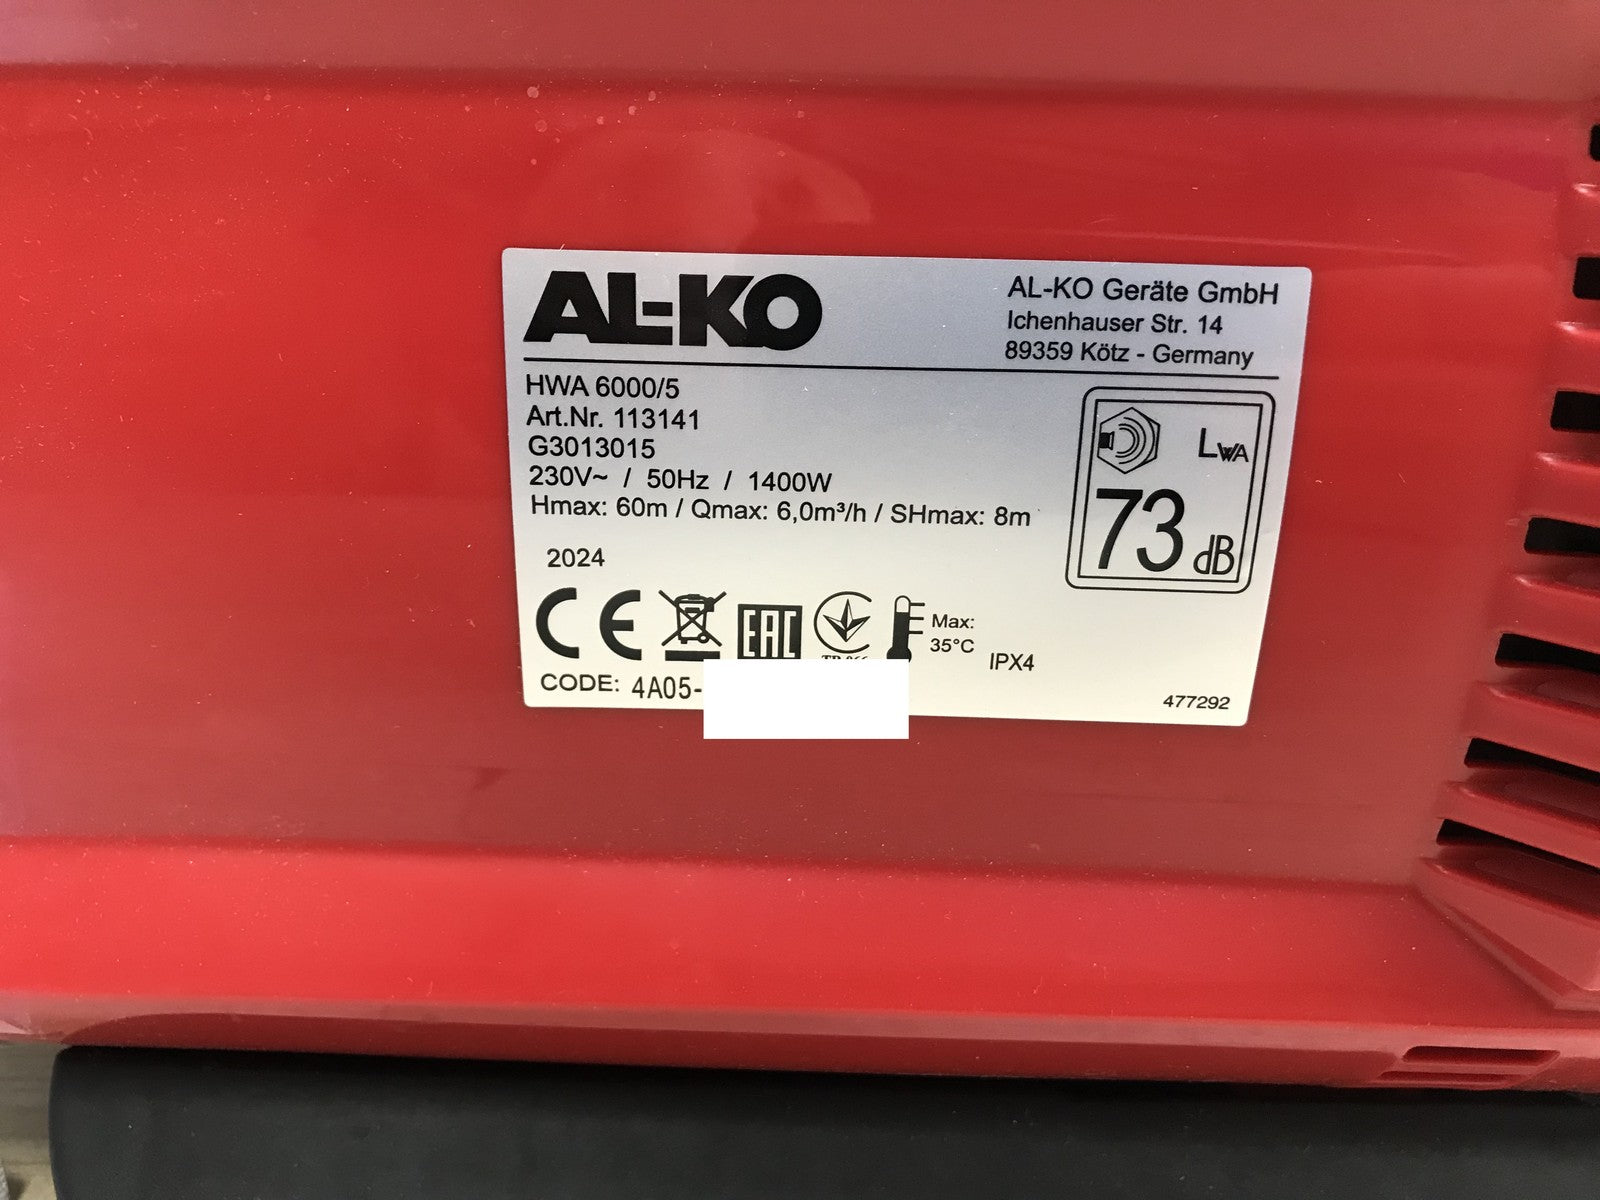 AL-KO
AL-KO Geräte GmbH
Ichenhauser Str. 14
89359 Kötz - Germany
HWA 6000/5
Art.Nr. 113141
G3013015
230V~ / 50Hz / 1400W
Hmax: 60m / Qmax: 6,0m³/h / SHmax: 8m
LWA
73 dB
2024
CE
EAC
Max:
35°C
IPX4
CODE: 4A05-
477292